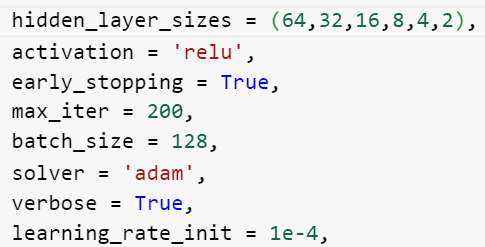 hidden_layer_sizes = (64,32,16,8,4,2),
activation = 'relu',
early_stopping = True,
max_iter = 200,
batch_size = 128,
solver = 'adam',
verbose = True,
learning_rate_init = 1e-4,